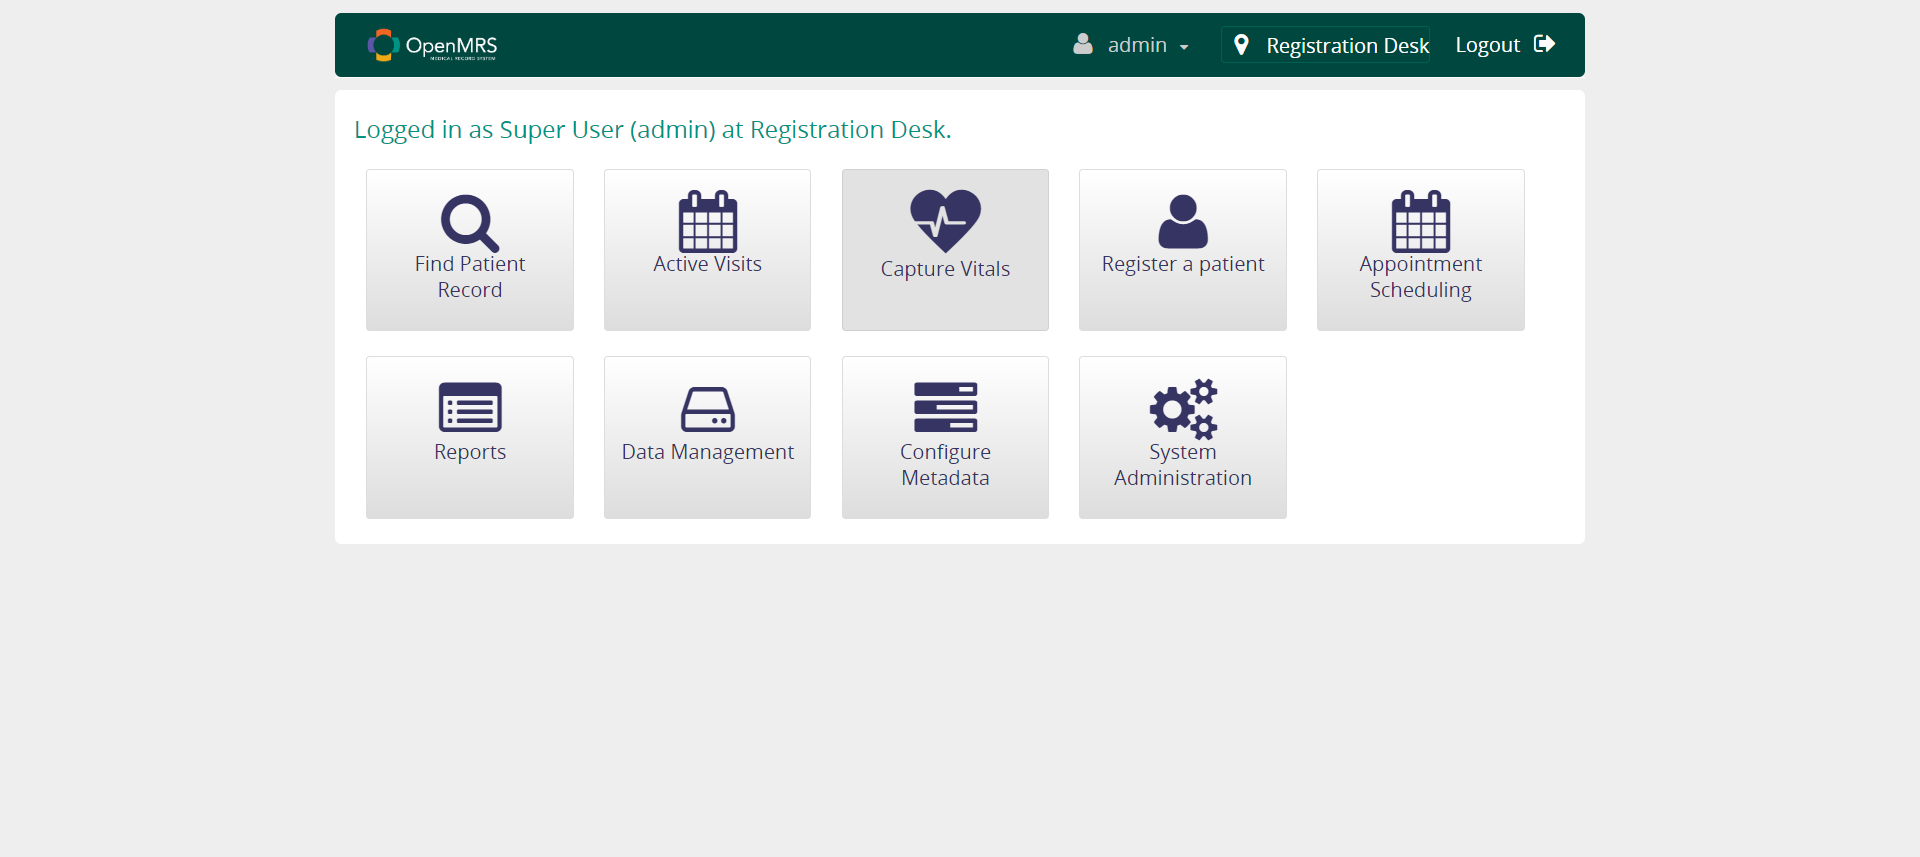 OpenMRS
MEDICAL RECORD SYSTEM
admin
Registration Desk
Logout
Logged in as Super User (admin) at Registration Desk.
Find Patient
Record
Active Visits
Capture Vitals
Register a patient
Appointment
Scheduling
Reports
Data Management
Configure
Metadata
System
Administration